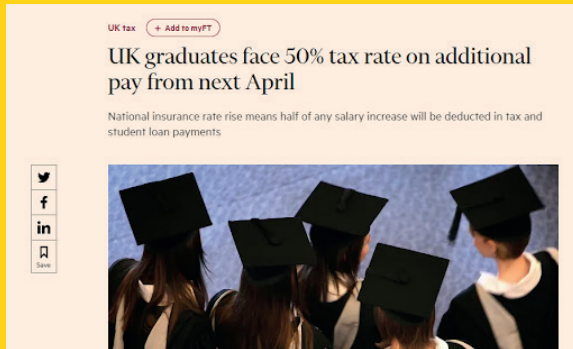 UK tax + Add to myFT
UK graduates face 50% tax rate on additional
pay from next April
National insurance rate rise means half of any salary increase will be deducted in tax and
student loan payments
Save